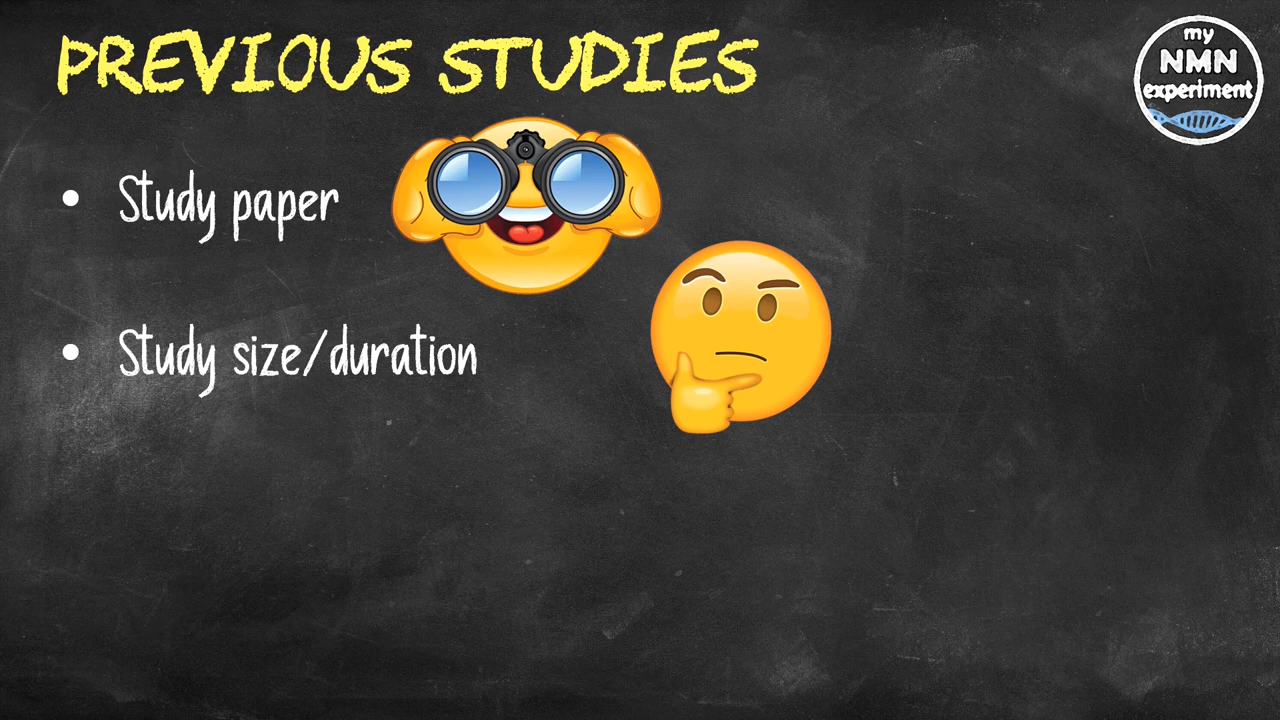 PREVIOUS STUDIES
my
NMN
experiment
• Study paper
• Study size/duration